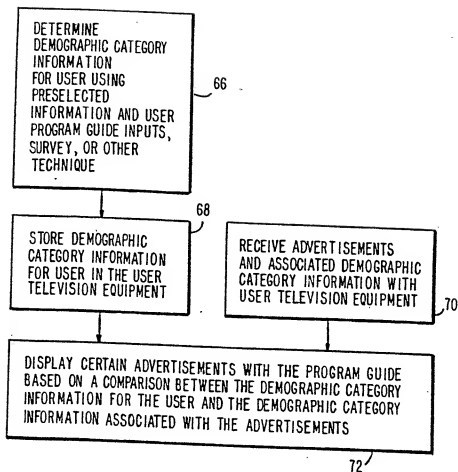 DETERMINE
DEMOGRAPHIC CATEGORY
INFORMATION
FOR USER USING
PRESELECTED
INFORMATION AND USER
PROGRAM GUIDE INPUTS,
SURVEY, OR OTHER
TECHNIQUE
66
68
STORE DEMOGRAPHIC
CATEGORY INFORMATION
FOR USER IN THE USER
TELEVISION EQUIPMENT
RECEIVE ADVERTISEMENTS
AND ASSOCIATED DEMOGRAPHIC
CATEGORY INFORMATION WITH
USER TELEVISION EQUIPMENT
70
DISPLAY CERTAIN ADVERTISEMENTS WITH THE PROGRAM GUIDE
BASED ON A COMPARISON BETWEEN THE DEMOGRAPHIC CATEGORY
INFORMATION FOR THE USER AND THE DEMOGRAPHIC CATEGORY
INFORMATION ASSOCIATED WITH THE ADVERTISEMENTS
72